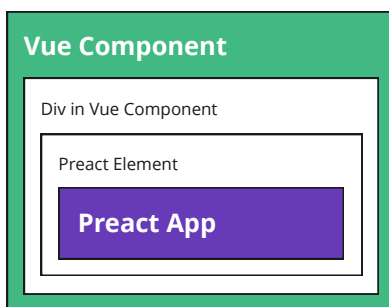 Vue Component
Div in Vue Component
Preact Element
Preact App